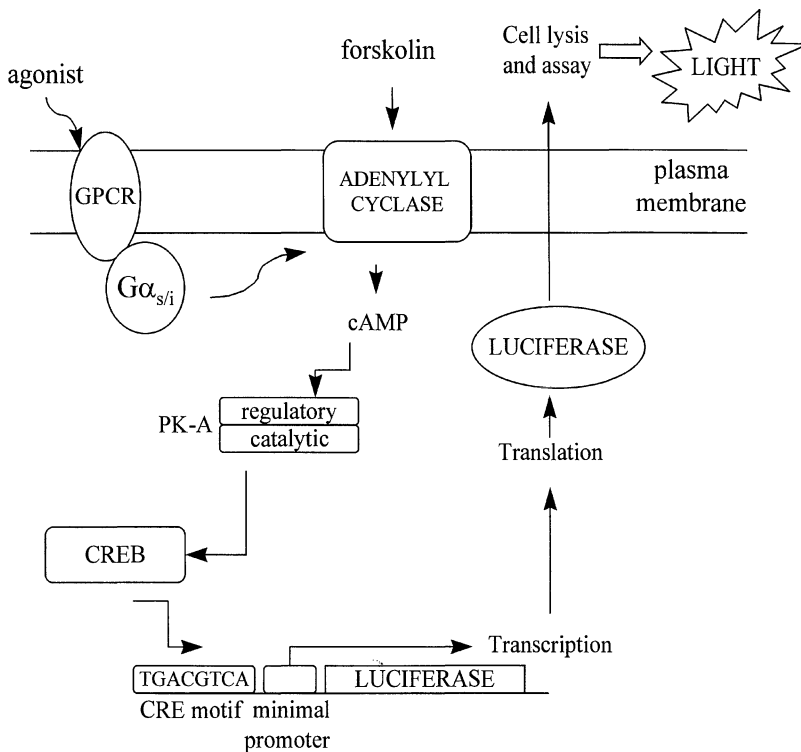 agonist
forskolin
Cell lysis
and assay
LIGHT
GPCR
ADENYLYL
CYCLASE
plasma
membrane
Gαs/i
cAMP
LUCIFERASE
PK-A
regulatory
catalytic
Translation
CREB
Transcription
TGACGTCA
LUCIFERASE
CRE motif
minimal
promoter